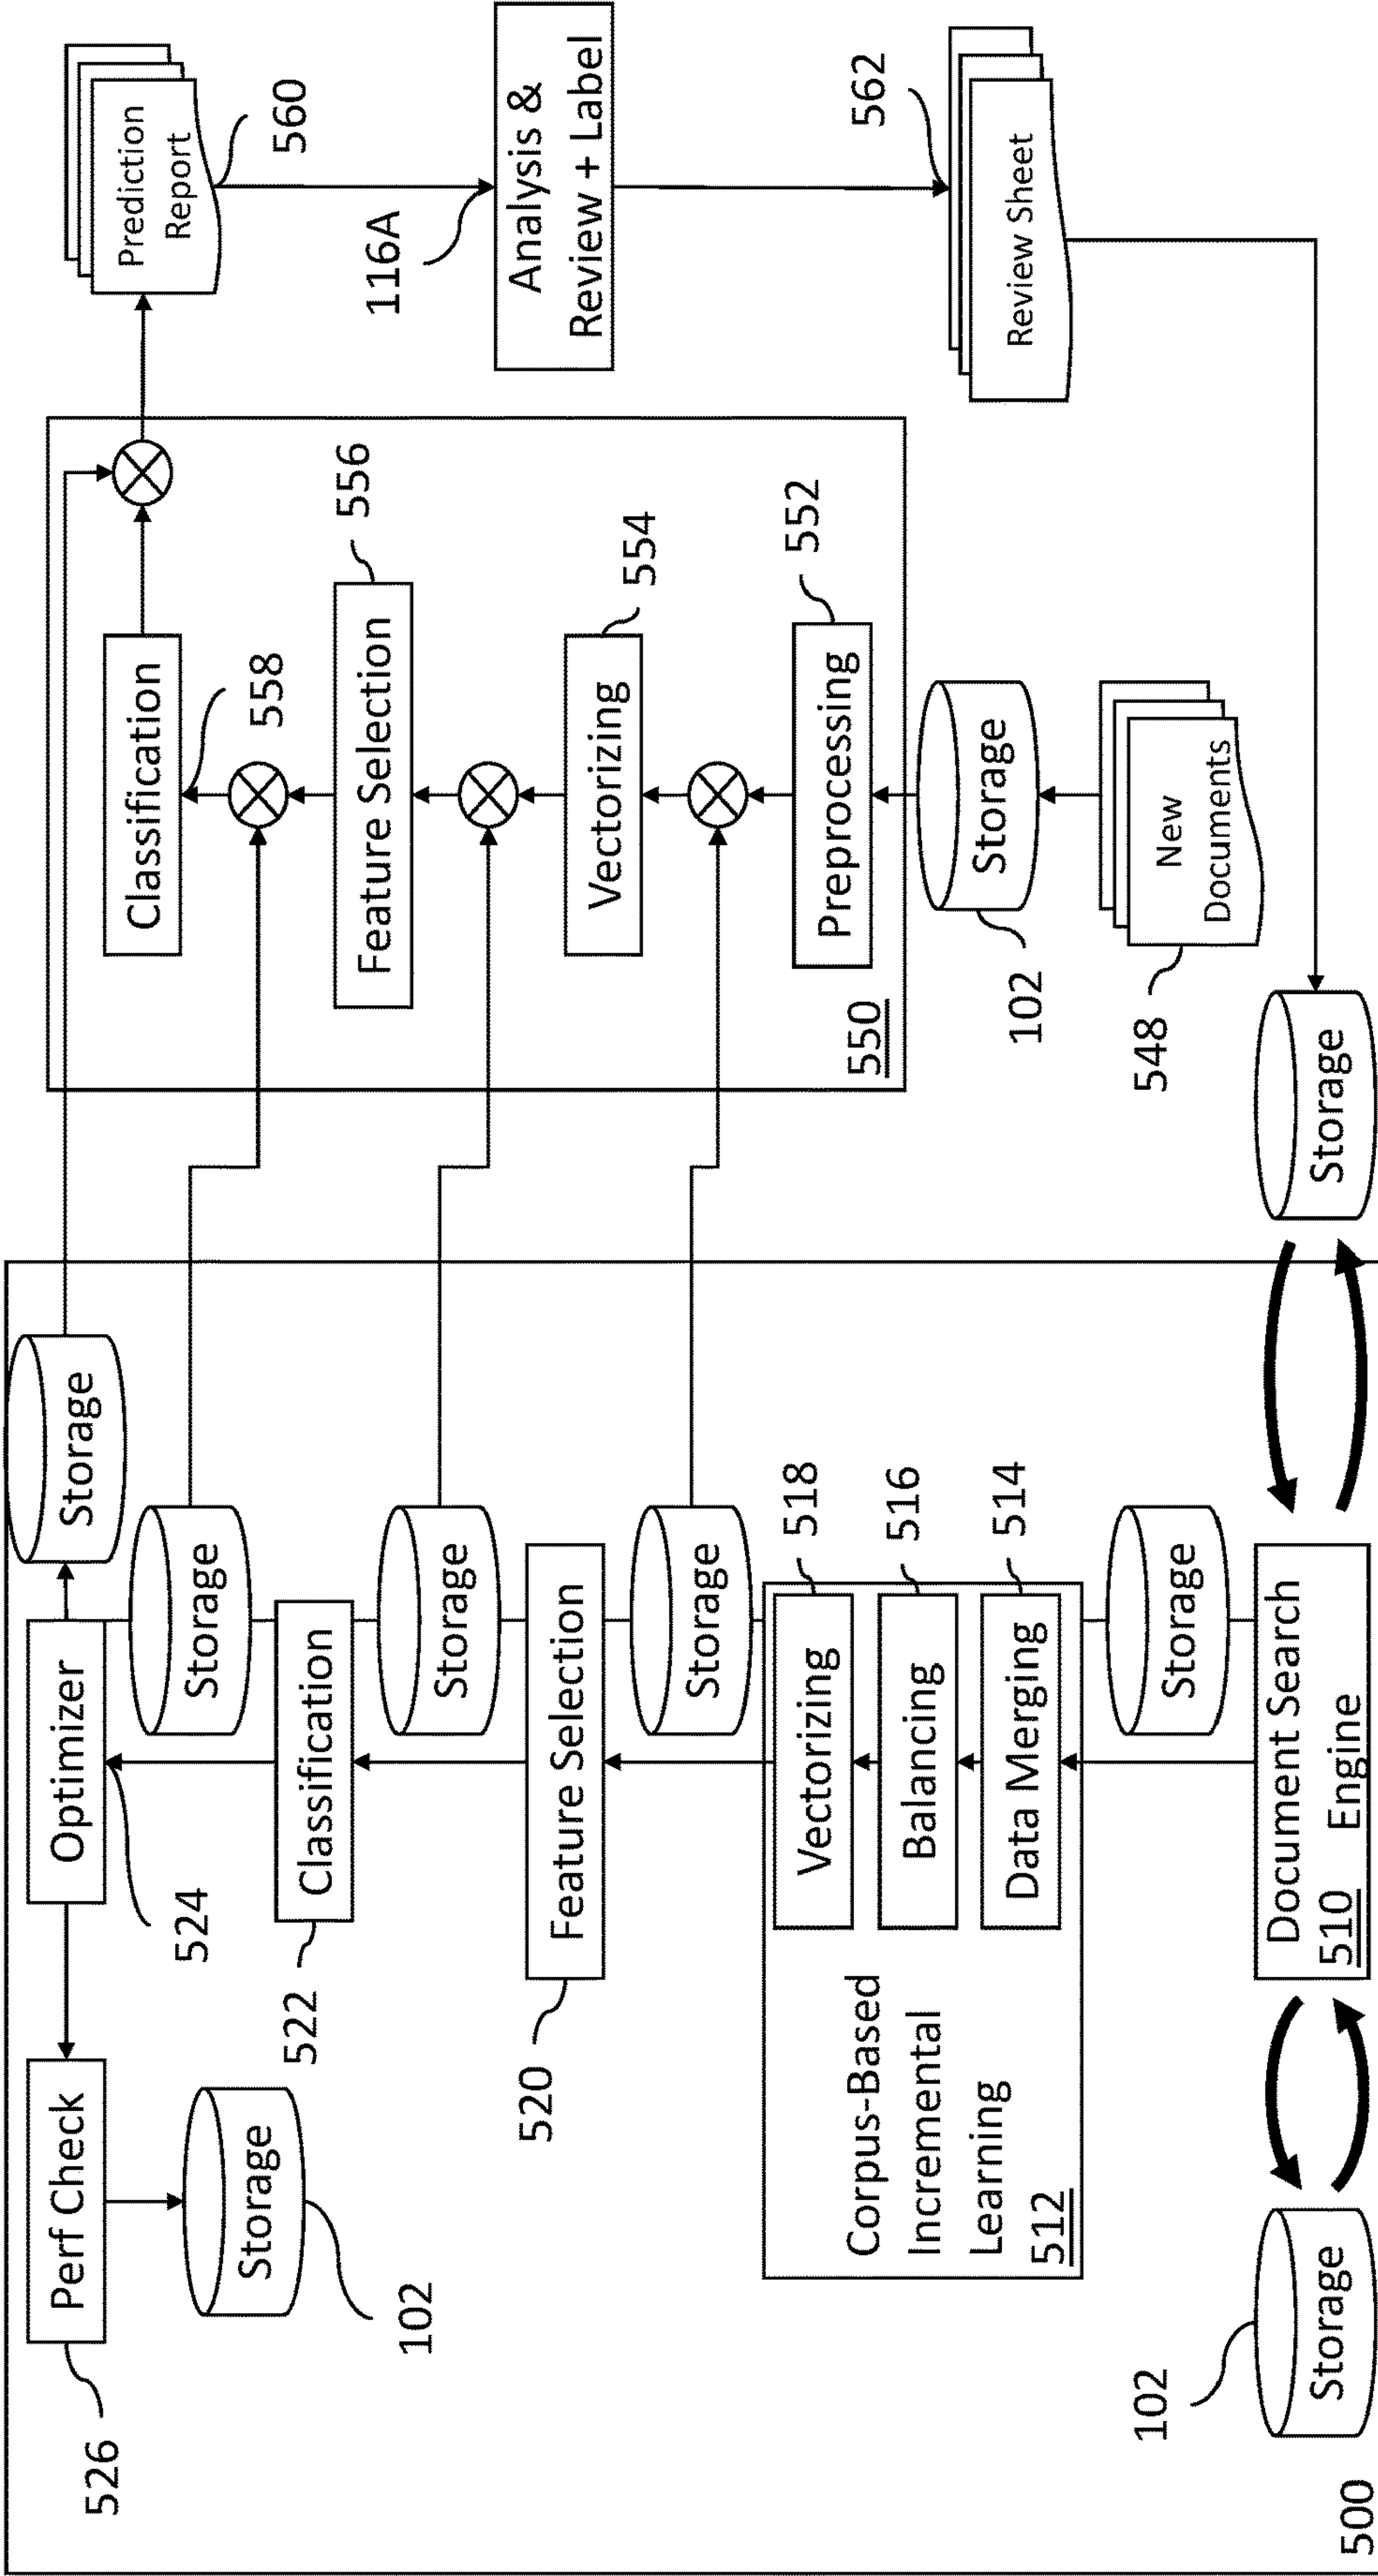 526
Perf Check
102
Storage
524
Optimizer
Storage
522
Classification
Storage
520
Feature Selection
Storage
Corpus-Based
Incremental
Learning
512
Vectorizing
518
Balancing
516
Data Merging
514
Storage
Storage
102
Storage
500
Document Search
510 Engine
Storage
Classification
558
Feature Selection
556
Vectorizing
554
Preprocessing
552
550
Storage
102
New
Documents
548
Prediction
Report
560
116A
Analysis &
Review + Label
562
Review Sheet